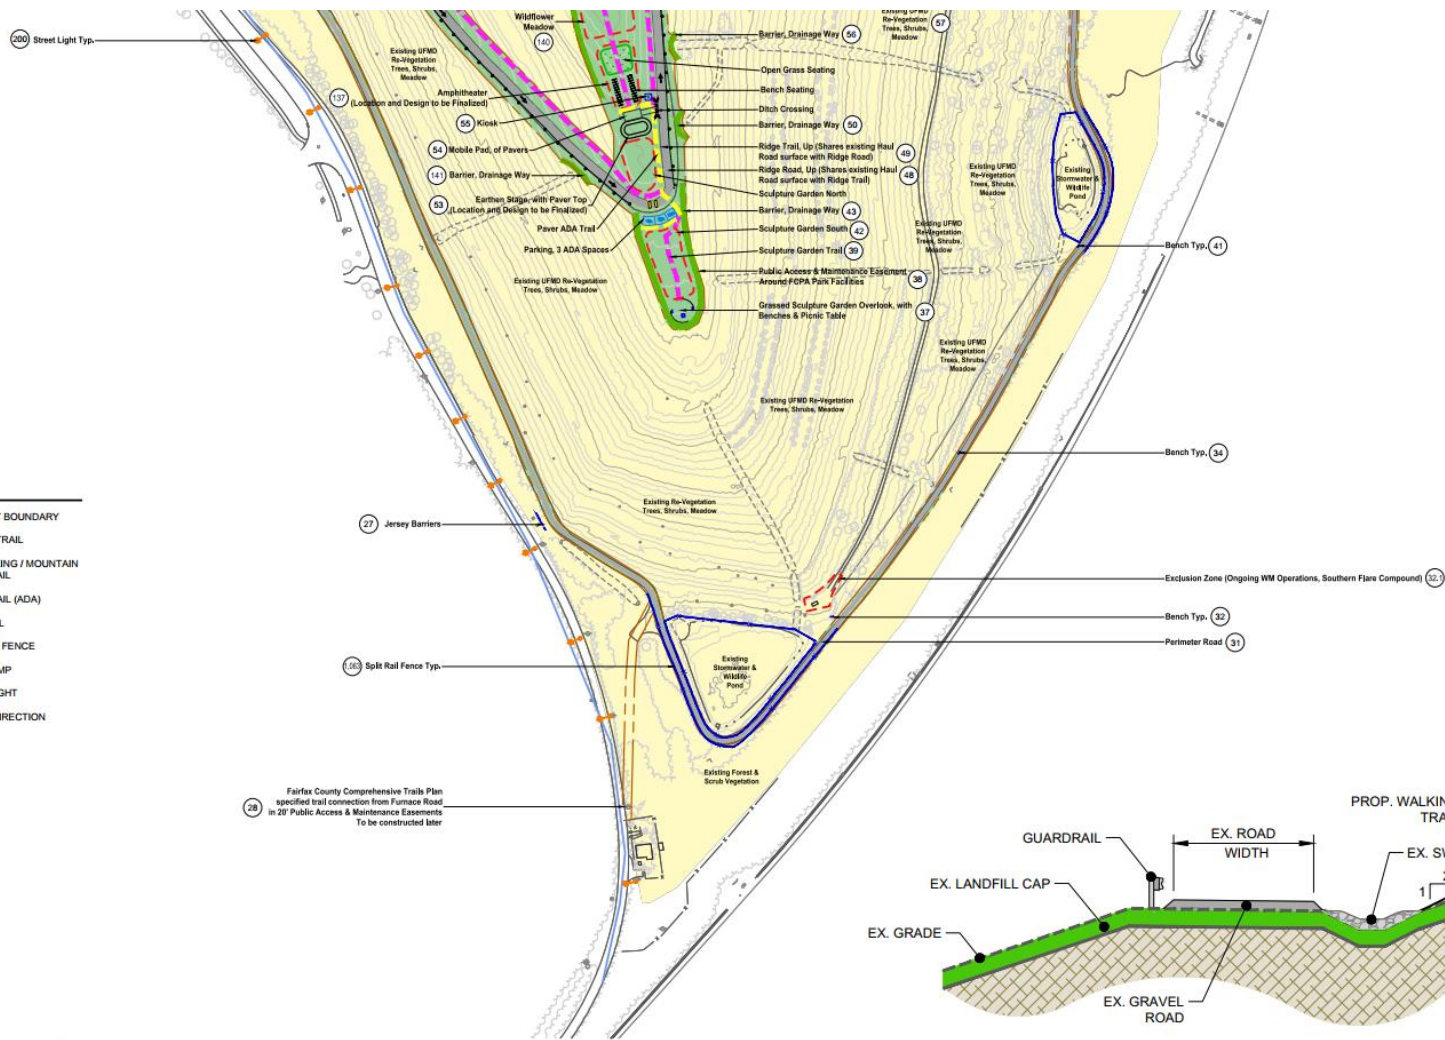 200 Street Light Typ.
Wildflower
Meadow
140
Existing UFMD
Re-Vegetation
Trees, Shrubs,
Meadow
57
Barrier, Drainage Way 56
Existing UFMD
Re-Vegetation
Trees, Shrubs,
Meadow
Open Grass Seating
Amphitheater
137 (Location and Design to be Finalized)
Bench Seating
Ditch Crossing
55 Kiosk
Barrier, Drainage Way 50
54 Mobile Pad, of Pavers
Ridge Trail, Up (Shares existing Haul
Road surface with Ridge Road) 49
141 Barrier, Drainage Way
Ridge Road, Up (Shares existing Haul
Road surface with Ridge Trail) 48
Existing UFMD
Re-Vegetation
Trees, Shrubs,
Meadow
Existing
Stormwater &
Wildlife
Pond
Sculpture Garden North
53 Earthen Stage, with Paver Top
(Location and Design to be Finalized)
Barrier, Drainage Way 43
Paver ADA Trail
Sculpture Garden South 42
Existing UFMD
Re-Vegetation
Trees, Shrubs,
Meadow
Parking, 3 ADA Spaces
Sculpture Garden Trail 39
Bench Typ. 41
Public Access & Maintenance Easement
Around FCPA Park Facilities 38
Existing UFMD Re-Vegetation
Trees, Shrubs, Meadow
Grassed Sculpture Garden Overlook, with
Benches & Picnic Table 37
Existing UFMD
Re-Vegetation
Trees, Shrubs,
Meadow
Existing UFMD Re-Vegetation
Trees, Shrubs, Meadow
Bench Typ. 34
Existing Re-Vegetation
Trees, Shrubs, Meadow
27 Jersey Barriers
BOUNDARY
TRAIL
KING / MOUNTAIN
AIL
AIL (ADA)
L
FENCE
MP
GHT
IRECTION
Exclusion Zone (Ongoing WM Operations, Southern Flare Compound) 32.1
Bench Typ. 32
Perimeter Road 31
1,063 Split Rail Fence Typ.
Existing
Stormwater &
Wildlife
Pond
Existing Forest &
Scrub Vegetation
Fairfax County Comprehensive Trails Plan
28 specified trail connection from Furnace Road
in 20' Public Access & Maintenance Easements
To be constructed later
PROP. WALKIN
TRA
GUARDRAIL
EX. ROAD
WIDTH
EX. SW
EX. LANDFILL CAP
1
EX. GRADE
EX. GRAVEL
ROAD